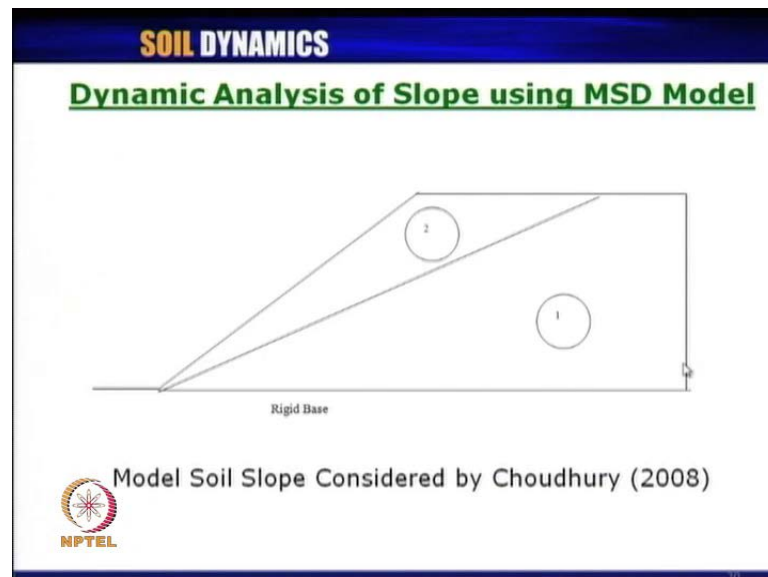 SOIL DYNAMICS
Dynamic Analysis of Slope using MSD Model
2
1
Rigid Base
Model Soil Slope Considered by Choudhury (2008)
NPTEL